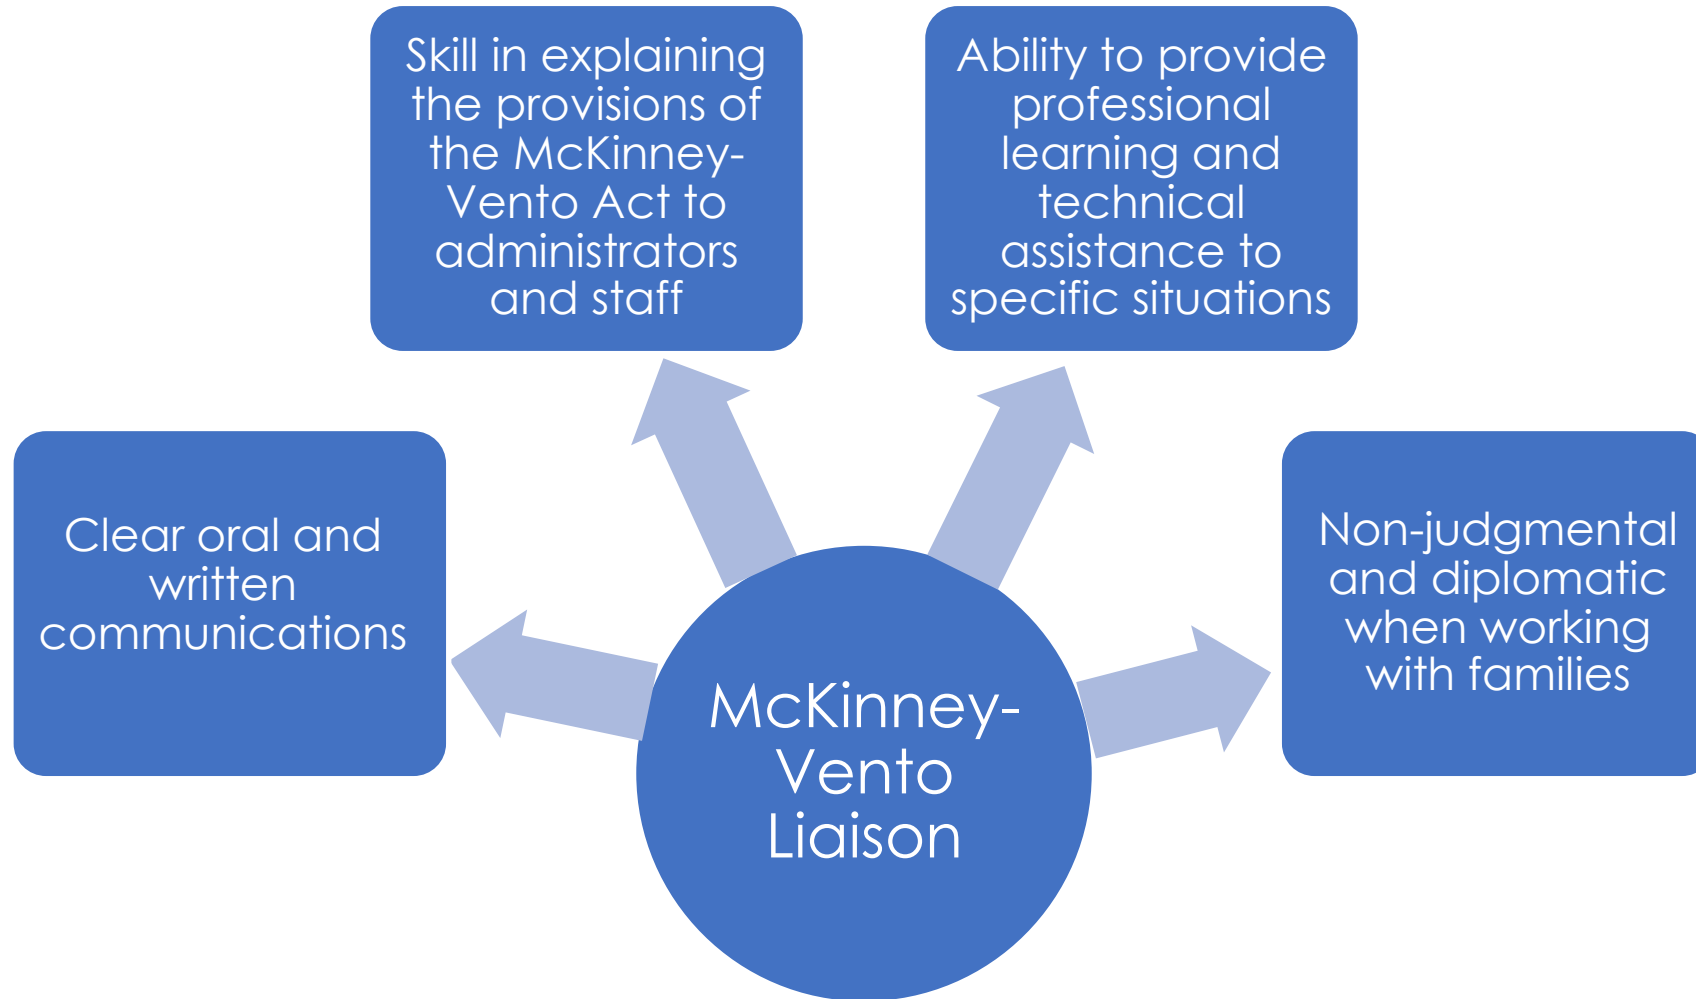 Skill in explaining
the provisions of
the McKinney-
Vento Act to
administrators
and staff
Ability to provide
professional
learning and
technical
assistance to
specific situations
Clear oral and
written
communications
Non-judgmental
and diplomatic
when working
with families
McKinney-
Vento
Liaison